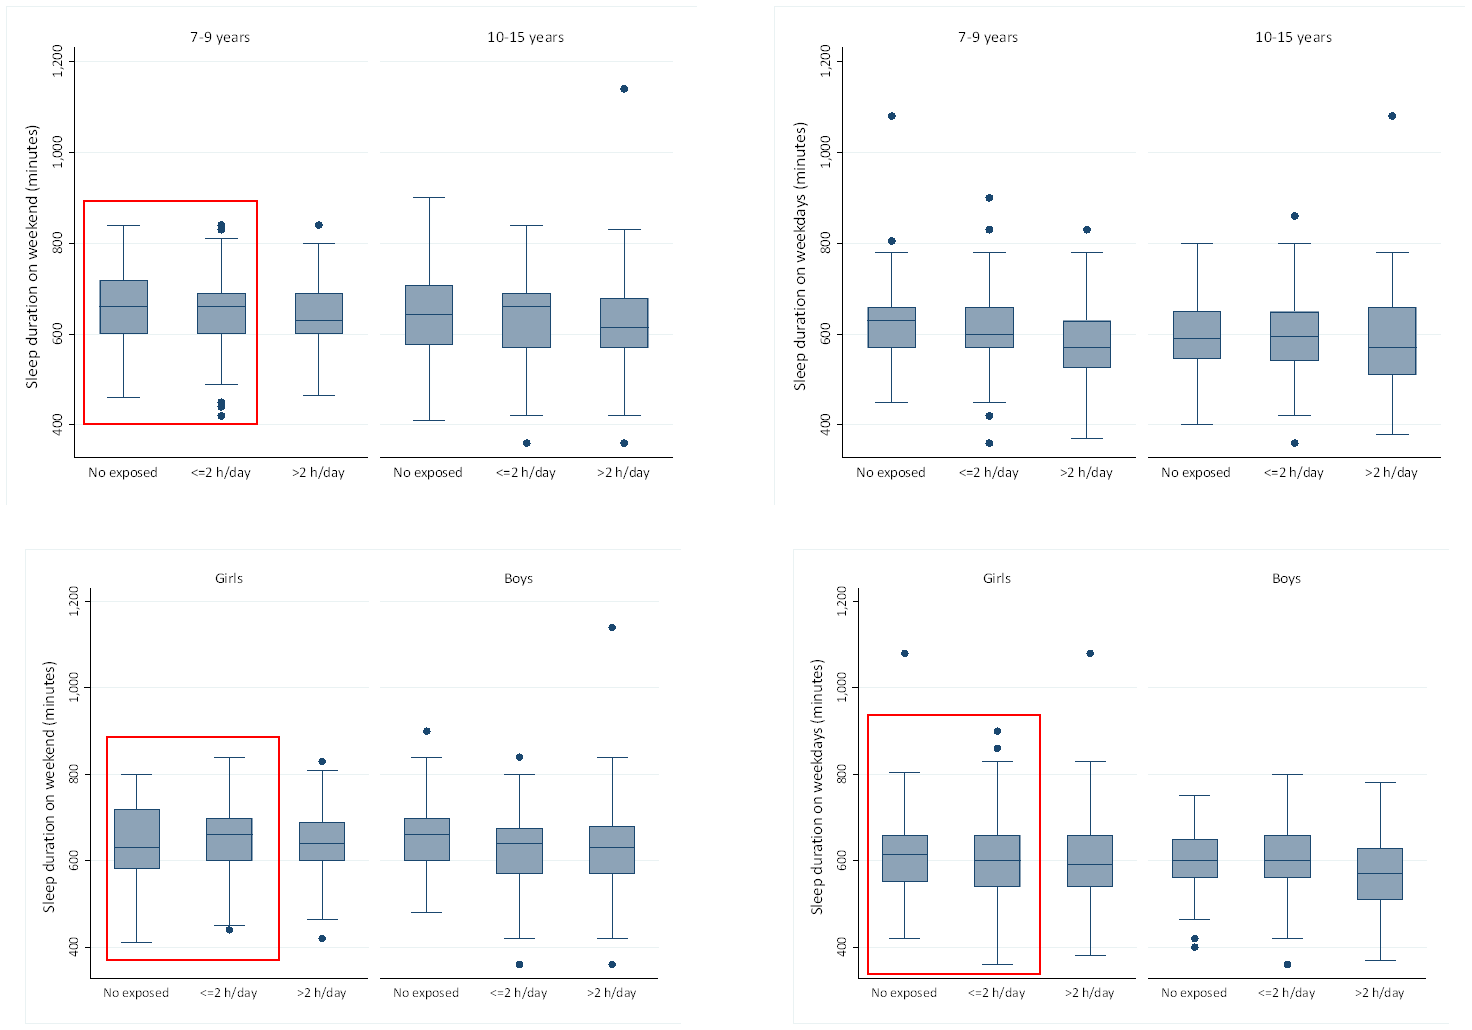 7-9 years
10-15 years
Sleep duration on weekend (minutes)
1,200
1,000
800
600
400
No exposed <=2 h/day >2 h/day No exposed <=2 h/day >2 h/day
7-9 years
10-15 years
Sleep duration on weekdays (minutes)
1,200
1,000
800
600
400
No exposed <=2 h/day >2 h/day No exposed <=2 h/day >2 h/day
Girls
Boys
Sleep duration on weekend (minutes)
1,200
1,000
800
600
400
No exposed <=2 h/day >2 h/day No exposed <=2 h/day >2 h/day
Girls
Boys
Sleep duration on weekdays (minutes)
1,200
1,000
800
600
400
No exposed <=2 h/day >2 h/day No exposed <=2 h/day >2 h/day